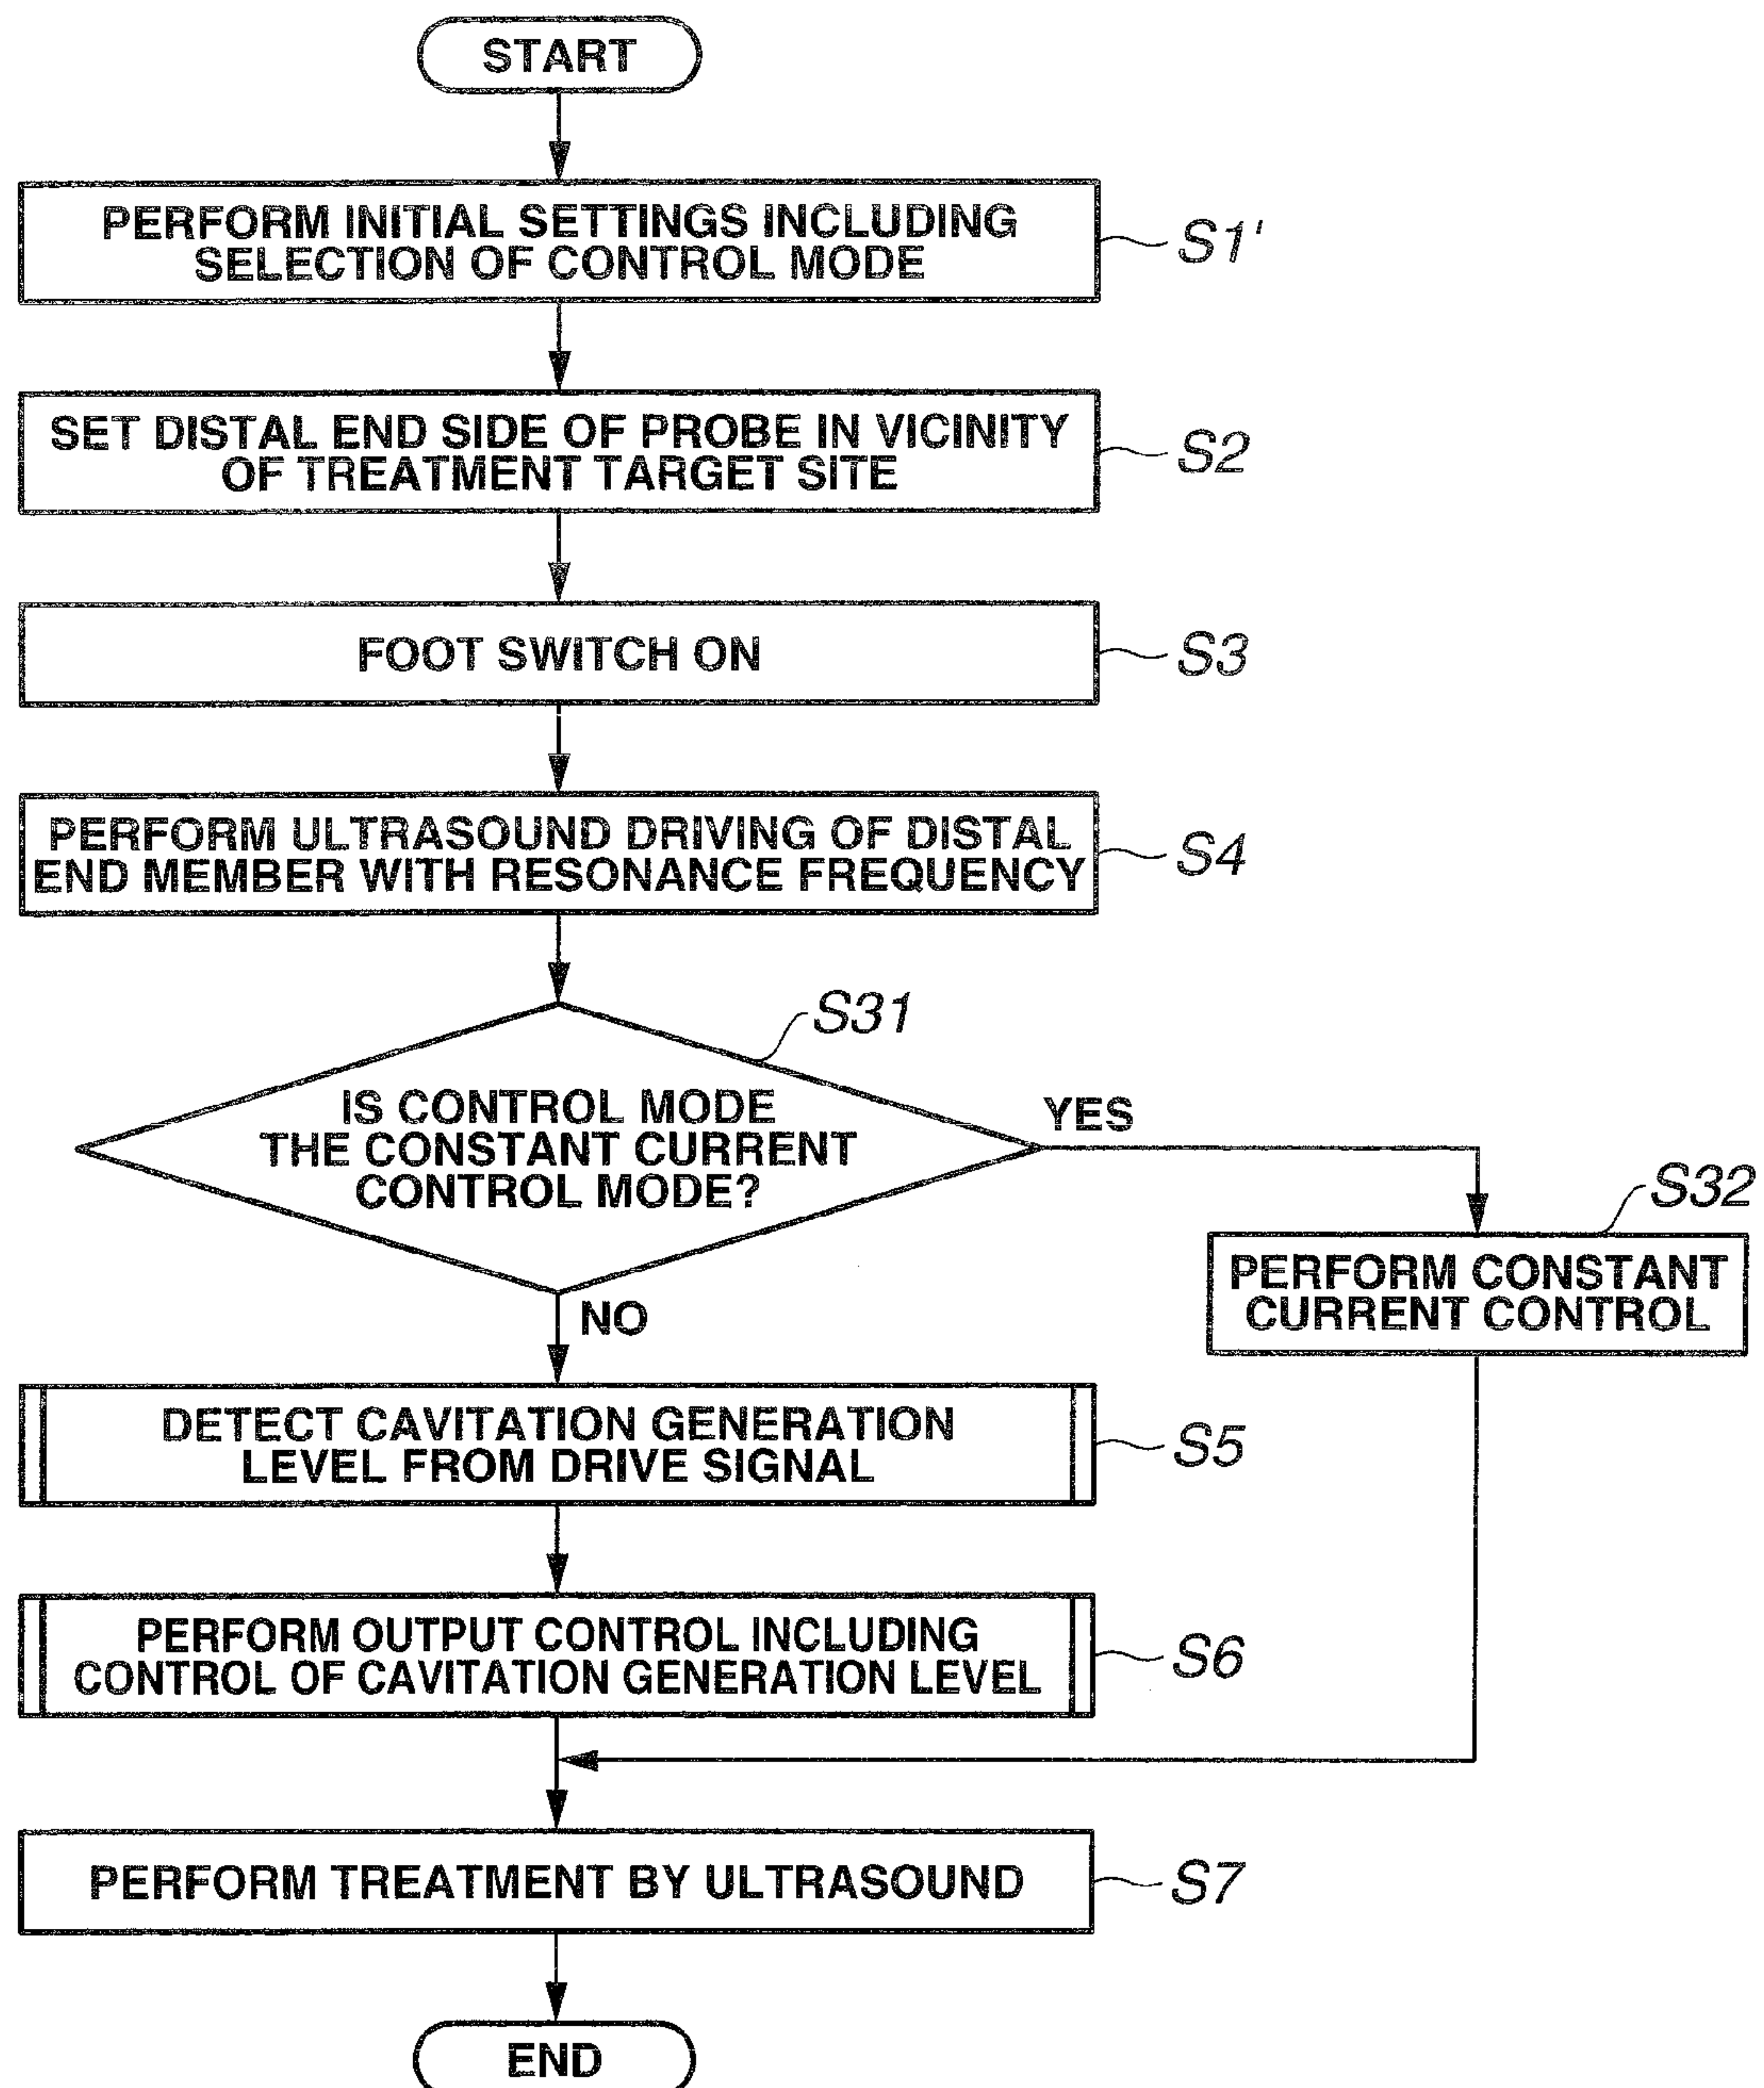 START
PERFORM INITIAL SETTINGS INCLUDING
SELECTION OF CONTROL MODE
S1'
SET DISTAL END SIDE OF PROBE IN VICINITY
OF TREATMENT TARGET SITE
S2
FOOT SWITCH ON
S3
PERFORM ULTRASOUND DRIVING OF DISTAL
END MEMBER WITH RESONANCE FREQUENCY
S4
S31
IS CONTROL MODE
THE CONSTANT CURRENT
CONTROL MODE?
YES
S32
PERFORM CONSTANT
CURRENT CONTROL
NO
DETECT CAVITATION GENERATION
LEVEL FROM DRIVE SIGNAL
S5
PERFORM OUTPUT CONTROL INCLUDING
CONTROL OF CAVITATION GENERATION LEVEL
S6
PERFORM TREATMENT BY ULTRASOUND
S7
END